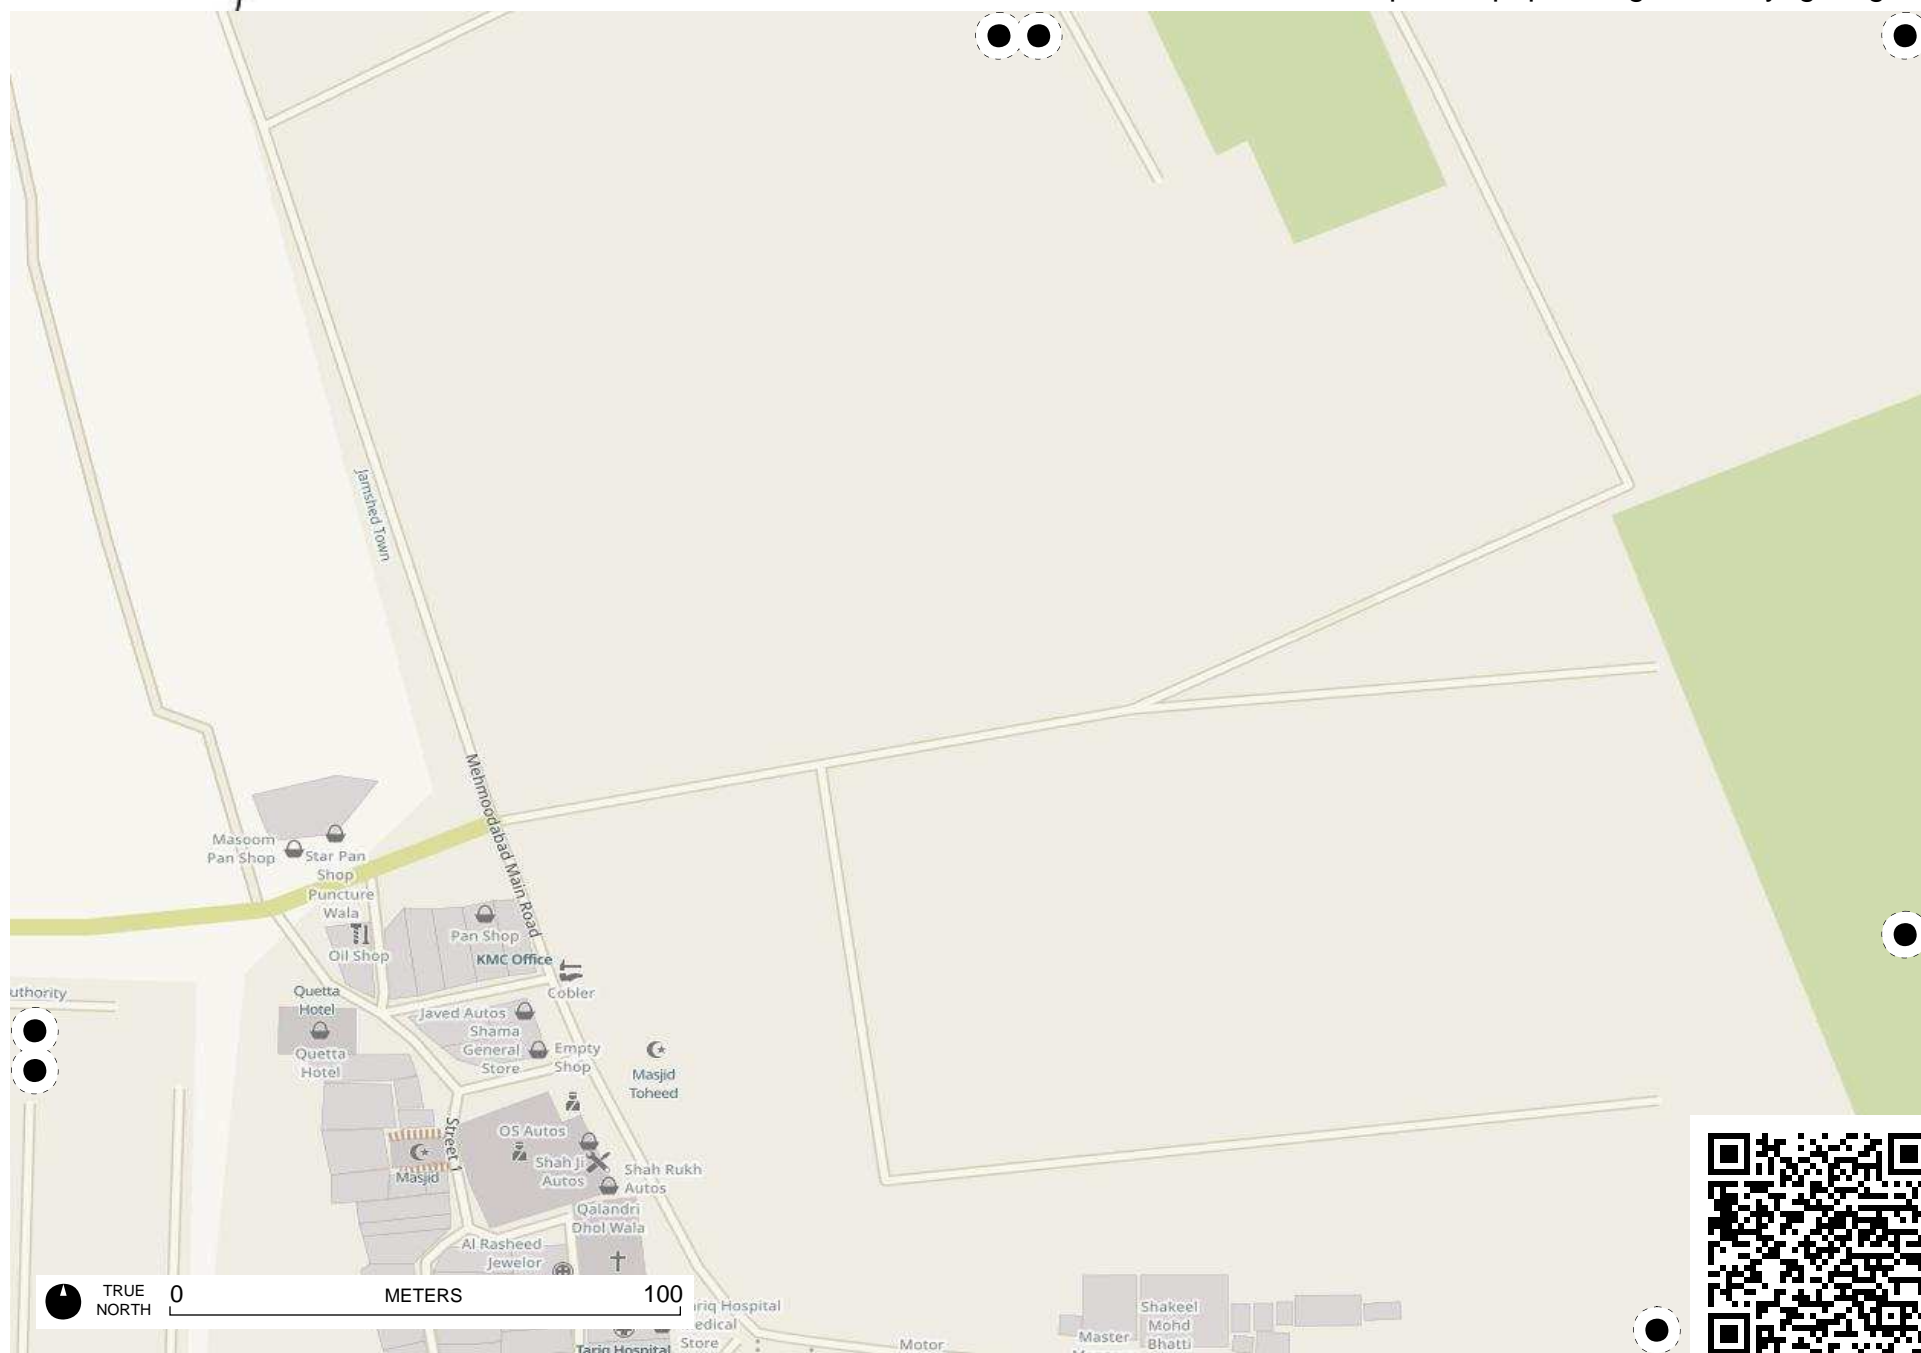 Jamshed Town
Mehmoodabad Main Road
Masoom
Pan Shop
Star Pan
Shop
Puncture
Wala
Oil Shop
Pan Shop
KMC Office
Cobler
uthority
Quetta
Hotel
Quetta
Hotel
Javed Autos
Shama
General
Store
Empty
Shop
Masjid
Toheed
Street 1
OS Autos
Shah Ji
Autos
Shah Rukh
Autos
Masjid
Qalandri
Dhol Wala
Al Rasheed
Jewelor
TRUE
NORTH
0 METERS 100
ariq Hospital
edical
Store
Tariq Hospital
Motor
Master
Shakeel
Mohd
Bhatti